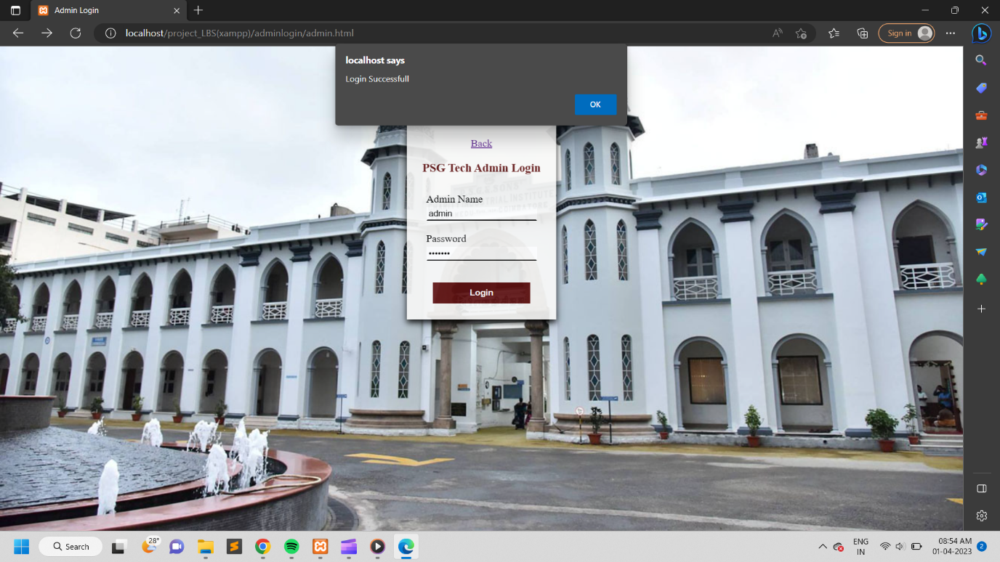 Admin Login
localhost/project_LBS(xampp)/adminlogin/admin.html
Sign in
localhost says
Login Successfull
OK
Back
PSG Tech Admin Login
Admin Name
admin
Password
•••••••
Login
28°
Search
ENG
IN
08:54 AM
01-04-2023
2